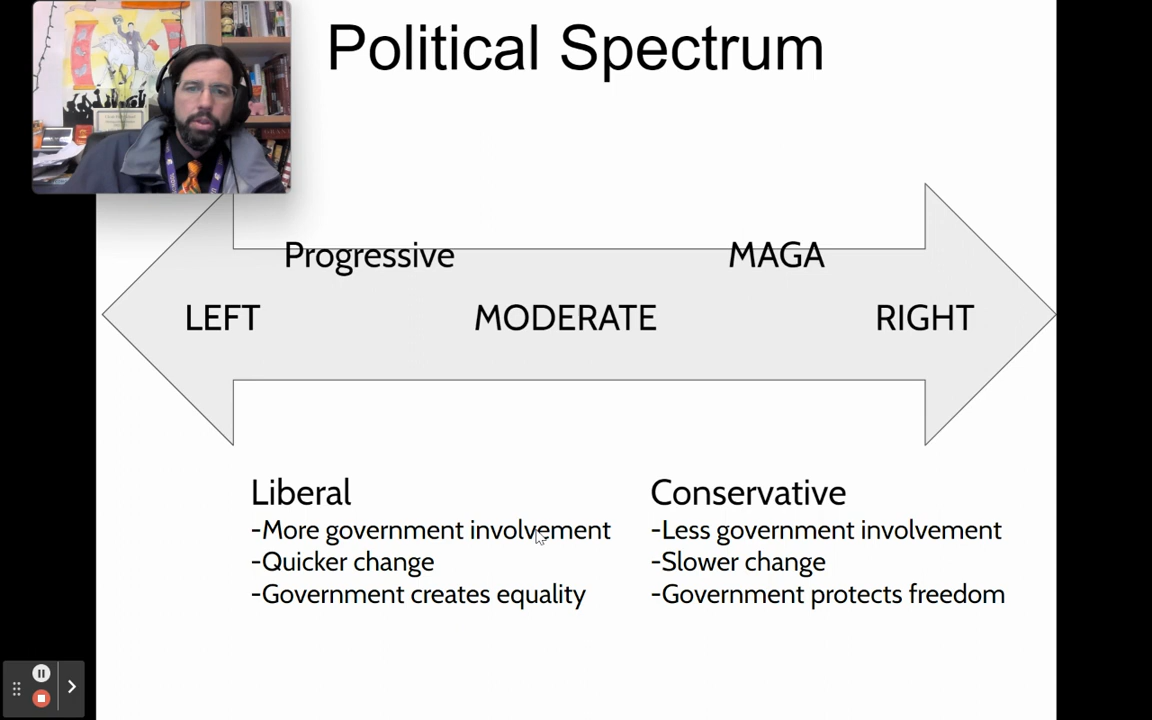 Political Spectrum
Progressive
MAGA
LEFT
MODERATE
RIGHT
Liberal
-More government involvement
-Quicker change
-Government creates equality
Conservative
-Less government involvement
-Slower change
-Government protects freedom